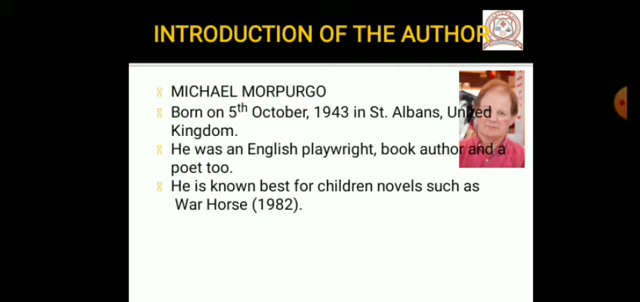 INTRODUCTION OF THE AUTHOR
MICHAEL MORPURGO
Born on 5th October, 1943 in St. Albans, United
Kingdom.
He was an English playwright, book author and a
poet too.
He is known best for children novels such as
War Horse (1982).